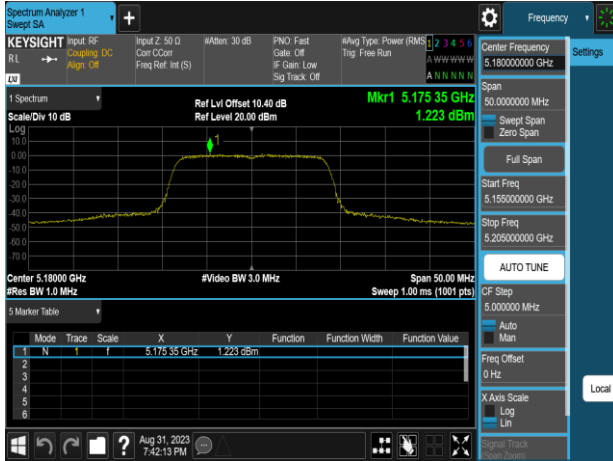 Spectrum Analyzer 1
Swept SA
+
Frequency
KEYSIGHT
RL
Input: RF
Coupling: DC
Align: Off
Input Z: 50 Ω
Corr CCorr
Freq Ref: Int (S)
#Atten: 30 dB
PNO: Fast
Gate: Off
IF Gain: Low
Sig Track: Off
#Avg Type: Power (RMS
Trig: Free Run
1 2 3 4 5 6
A W W W W W
A N N N N N
LXI
Center Frequency
5.180000000 GHz
Settings
Span
50.0000000 MHz
Swept Span
Zero Span
Full Span
Start Freq
5.155000000 GHz
Stop Freq
5.205000000 GHz
AUTO TUNE
CF Step
5.000000 MHz
Auto
Man
Freq Offset
0 Hz
X Axis Scale
Log
Lin
Signal Track
(Span Zoom)
Local
1 Spectrum
Scale/Div 10 dB
Ref Lvl Offset 10.40 dB
Ref Level 20.00 dBm
Mkr1 5.175 35 GHz
1.223 dBm
Log
10.0
0.00
-10.0
-20.0
-30.0
-40.0
-50.0
-60.0
-70.0
1
Center 5.18000 GHz
#Res BW 1.0 MHz
#Video BW 3.0 MHz
Span 50.00 MHz
Sweep 1.00 ms (1001 pts)
5 Marker Table
Mode Trace Scale X Y Function Function Width Function Value
1 N 1 f 5.175 35 GHz 1.223 dBm
2
3
4
5
6
?
Aug 31, 2023
7:42:13 PM